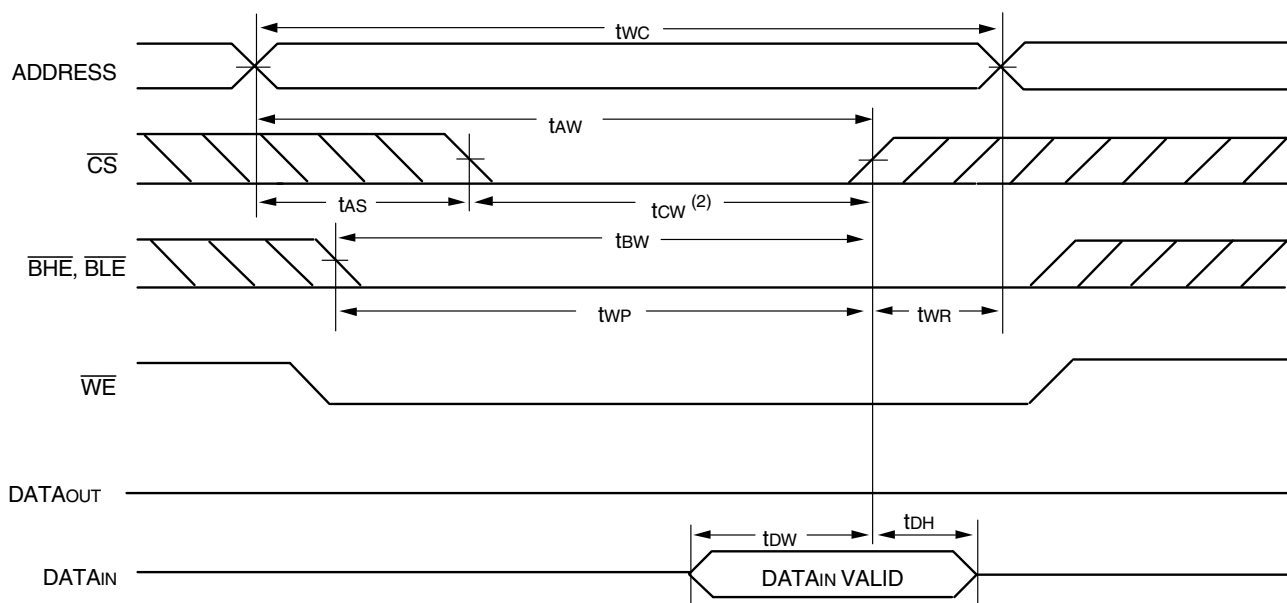 tWC
ADDRESS
tAW
CS
tAS
tCW (2)
tBW
BHE, BLE
tWP
tWR
WE
DATAOUT
tDW
tDH
DATAIN
DATAIN VALID